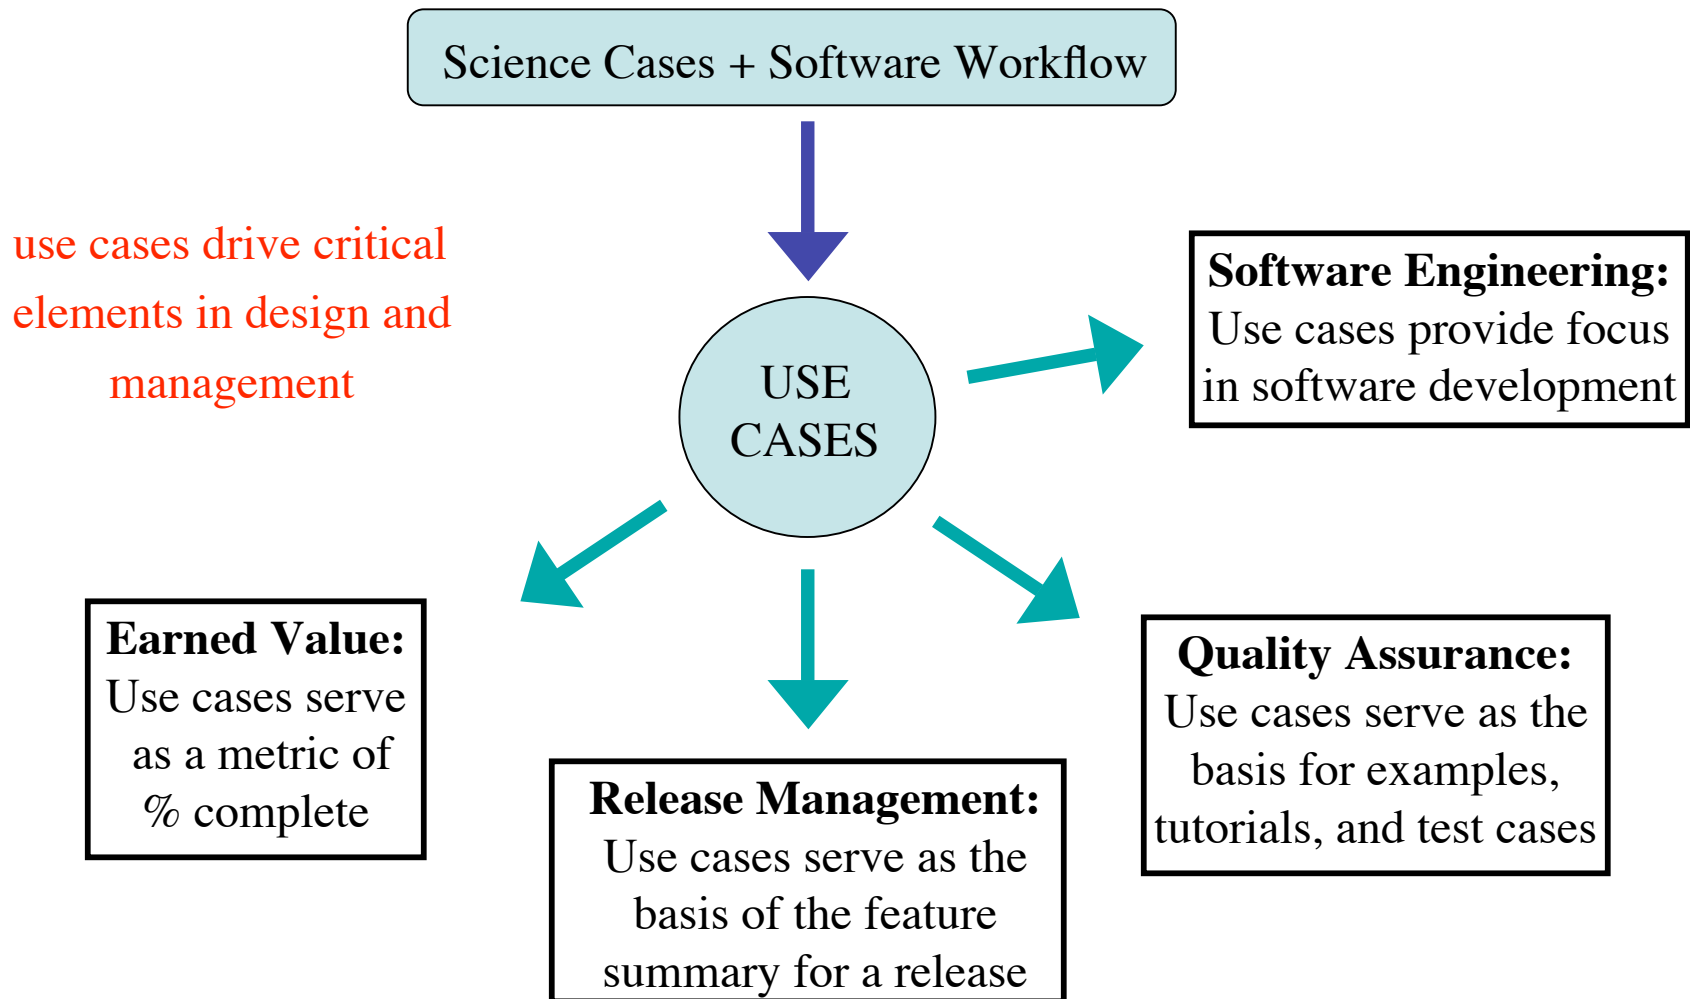 Science Cases + Software Workflow
use cases drive critical
elements in design and
management
USE
CASES
Software Engineering:
Use cases provide focus
in software development
Earned Value:
Use cases serve
as a metric of
% complete
Release Management:
Use cases serve as the
basis of the feature
summary for a release
Quality Assurance:
Use cases serve as the
basis for examples,
tutorials, and test cases